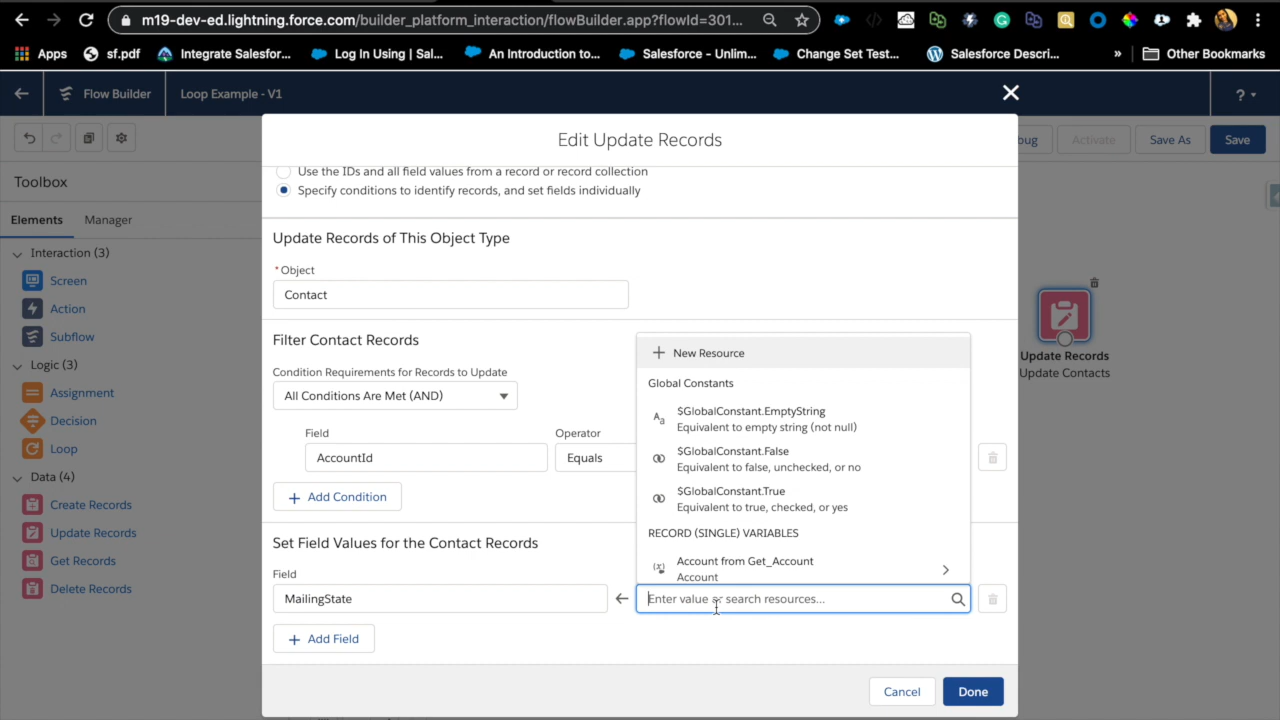 m19-dev-ed.lightning.force.com/builder_platform_interaction/flowBuilder.app?flowId=301...
Apps
sf.pdf
Integrate Salesfor...
Log In Using | Sal...
An Introduction to...
Salesforce – Unlim...
Change Set Test...
Salesforce Descri...
»
Other Bookmarks
Flow Builder
Loop Example - V1
?
Activate
Save As
Save
Toolbox
Elements
Manager
Interaction (3)
Screen
Action
Subflow
Logic (3)
Assignment
Decision
Loop
Data (4)
Create Records
Update Records
Get Records
Delete Records
Edit Update Records
Use the IDs and all field values from a record or record collection
Specify conditions to identify records, and set fields individually
Update Records of This Object Type
*Object
Contact
Filter Contact Records
Condition Requirements for Records to Update
All Conditions Are Met (AND)
Field
Operator
AccountId
Equals
+ Add Condition
Set Field Values for the Contact Records
Field
MailingState
+ Add Field
+ New Resource
Global Constants
$GlobalConstant.EmptyString
Equivalent to empty string (not null)
$GlobalConstant.False
Equivalent to false, unchecked, or no
$GlobalConstant.True
Equivalent to true, checked, or yes
RECORD (SINGLE) VARIABLES
Account from Get_Account
Account
Enter value or search resources...
Cancel
Done
Update Records
Update Contacts